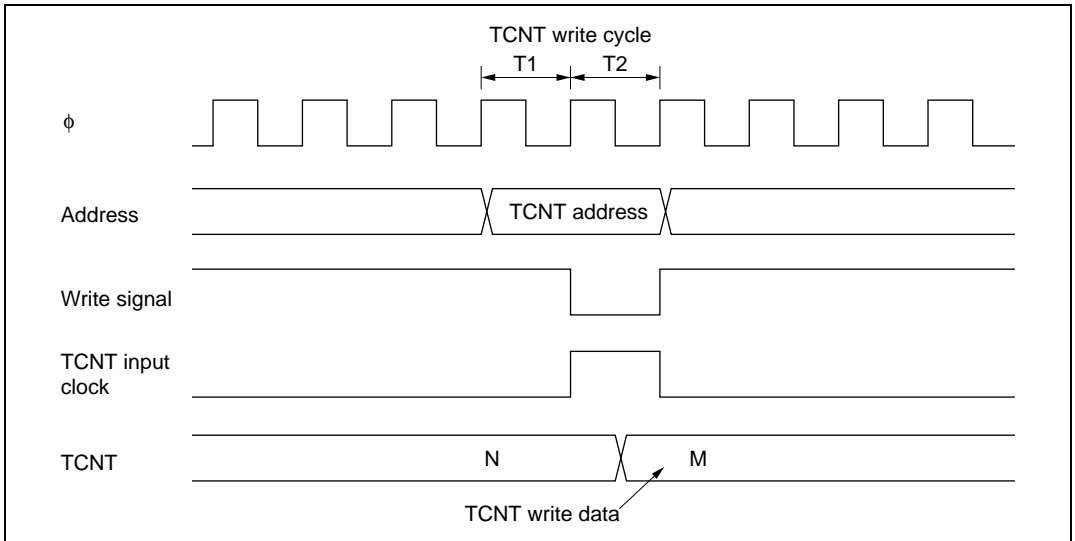 TCNT write cycle
T1 T2
ϕ
Address
TCNT address
Write signal
TCNT input
clock
TCNT
N
M
TCNT write data